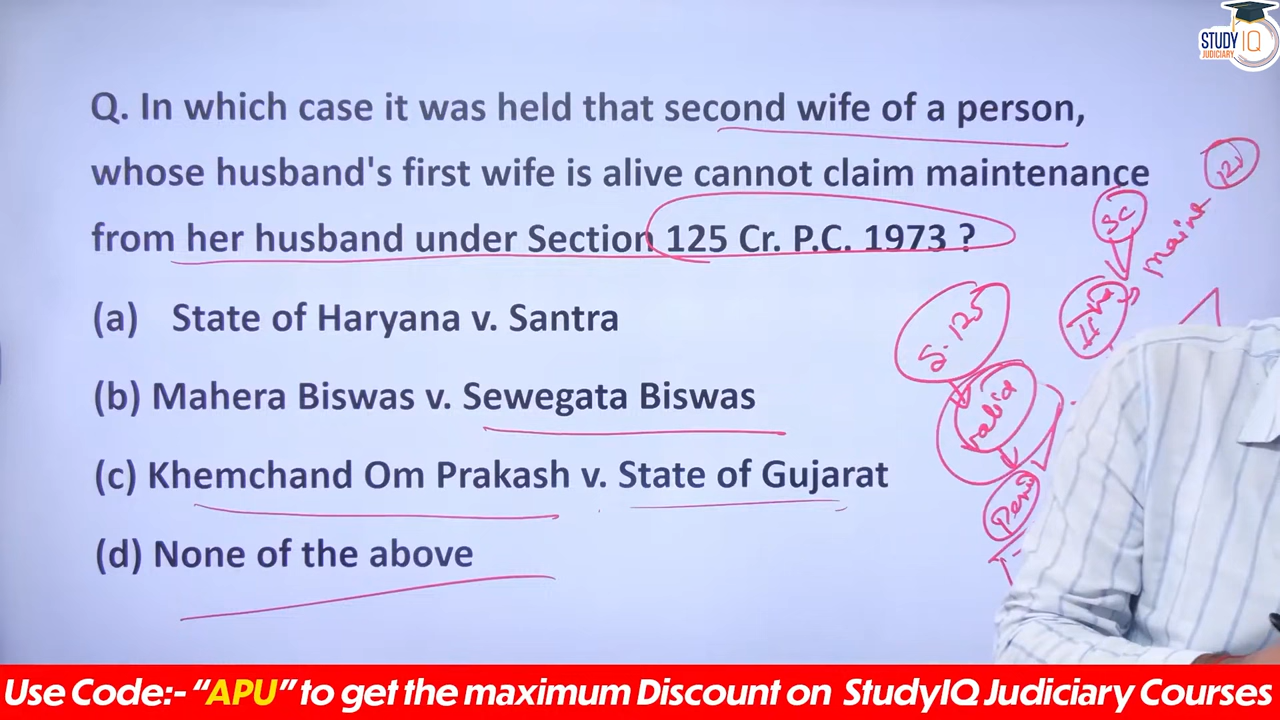 STUDY IQ
JUDICIARY
Q. In which case it was held that second wife of a person,
whose husband's first wife is alive cannot claim maintenance
from her husband under Section 125 Cr. P.C. 1973 ?
(a) State of Haryana v. Santra
(b) Mahera Biswas v. Sewegata Biswas
(c) Khemchand Om Prakash v. State of Gujarat
(d) None of the above
SC
maint
S. 125
valid
Use Code:- “APU” to get the maximum Discount on StudyIQ Judiciary Courses